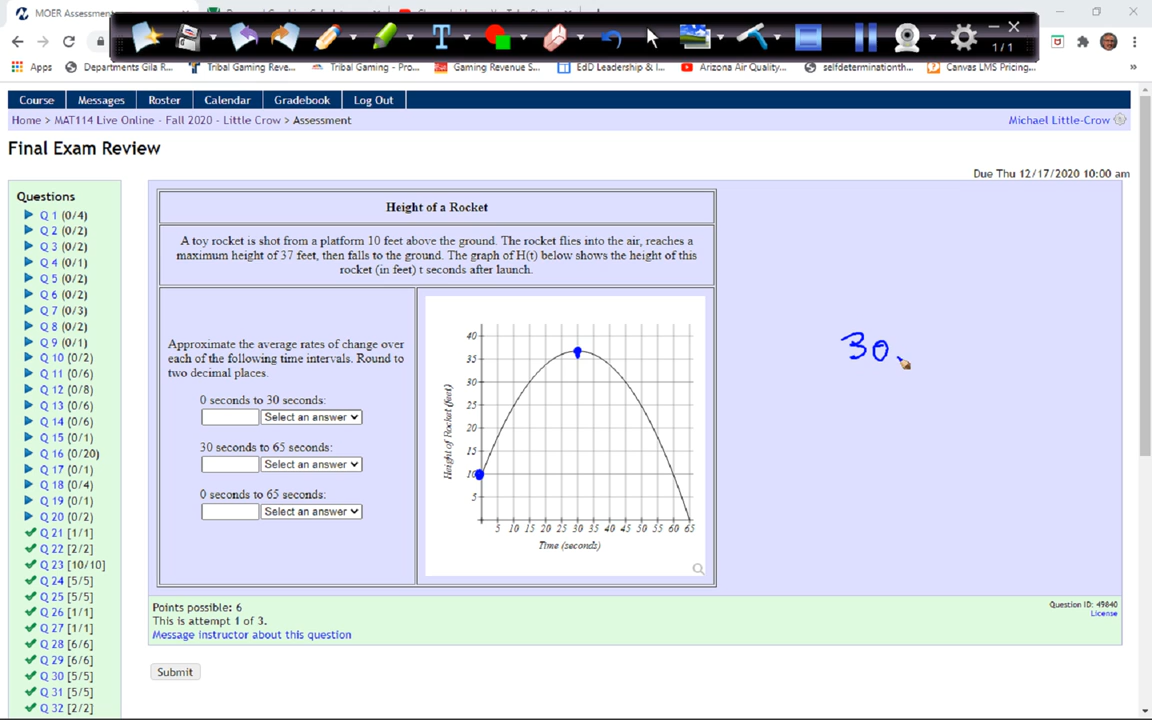 MOER Assessment
1/1
Apps
Departments Gila R...
Tribal Gaming Reve...
Tribal Gaming - Pro...
Gaming Revenue S...
EdD Leadership & I...
Arizona Air Quality...
selfdeterminationth...
Canvas LMS Pricing...
»
Course Messages Roster Calendar Gradebook Log Out
Home > MAT114 Live Online - Fall 2020 - Little Crow > Assessment
Michael Little-Crow
Final Exam Review
Due Thu 12/17/2020 10:00 am
Questions
Q 1 (0/4)
Q 2 (0/2)
Q 3 (0/2)
Q 4 (0/1)
Q 5 (0/2)
Q 6 (0/2)
Q 7 (0/3)
Q 8 (0/2)
Q 9 (0/1)
Q 10 (0/2)
Q 11 (0/6)
Q 12 (0/8)
Q 13 (0/6)
Q 14 (0/6)
Q 15 (0/1)
Q 16 (0/20)
Q 17 (0/1)
Q 18 (0/4)
Q 19 (0/1)
Q 20 (0/2)
Q 21 [1/1]
Q 22 [2/2]
Q 23 [10/10]
Q 24 [5/5]
Q 25 [5/5]
Q 26 [1/1]
Q 27 [1/1]
Q 28 [6/6]
Q 29 [6/6]
Q 30 [5/5]
Q 31 [5/5]
Q 32 [2/2]
Height of a Rocket
A toy rocket is shot from a platform 10 feet above the ground. The rocket flies into the air, reaches a
maximum height of 37 feet, then falls to the ground. The graph of H(t) below shows the height of this
rocket (in feet) t seconds after launch.
Approximate the average rates of change over
each of the following time intervals. Round to
two decimal places.
0 seconds to 30 seconds:
Select an answer
30 seconds to 65 seconds:
Select an answer
0 seconds to 65 seconds:
Select an answer
Height of Rocket (feet)
40
35
30
25
20
15
10
5
5 10 15 20 25 30 35 40 45 50 55 60 65
Time (seconds)
30,
Points possible: 6
This is attempt 1 of 3.
Message instructor about this question
Question ID: 49840
License
Submit